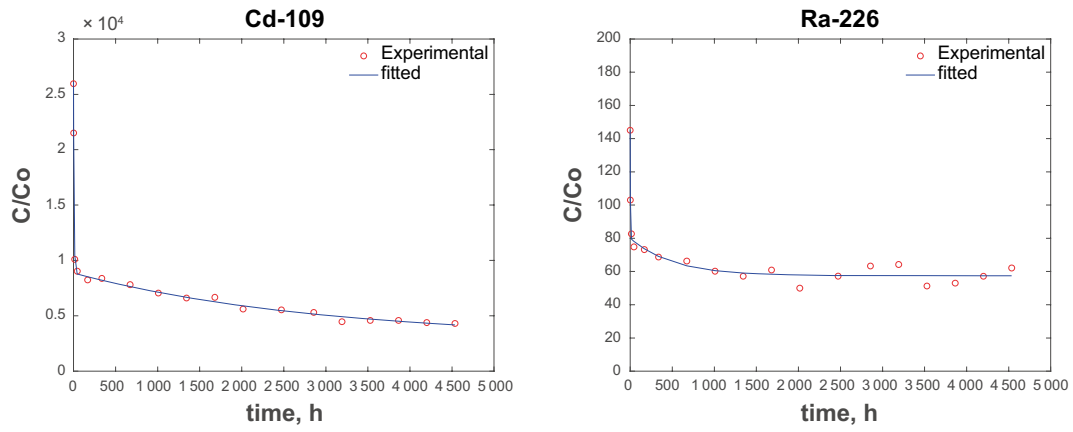 Cd-109
× 10⁴
3
2.5
2
1.5
1
0.5
0
C/Co
Experimental
fitted
0 500 1 000 1 500 2 000 2 500 3 000 3 500 4 000 4 500 5 000
time, h
Ra-226
200
180
160
140
120
100
80
60
40
20
0
C/Co
Experimental
fitted
0 500 1 000 1 500 2 000 2 500 3 000 3 500 4 000 4 500 5 000
time, h